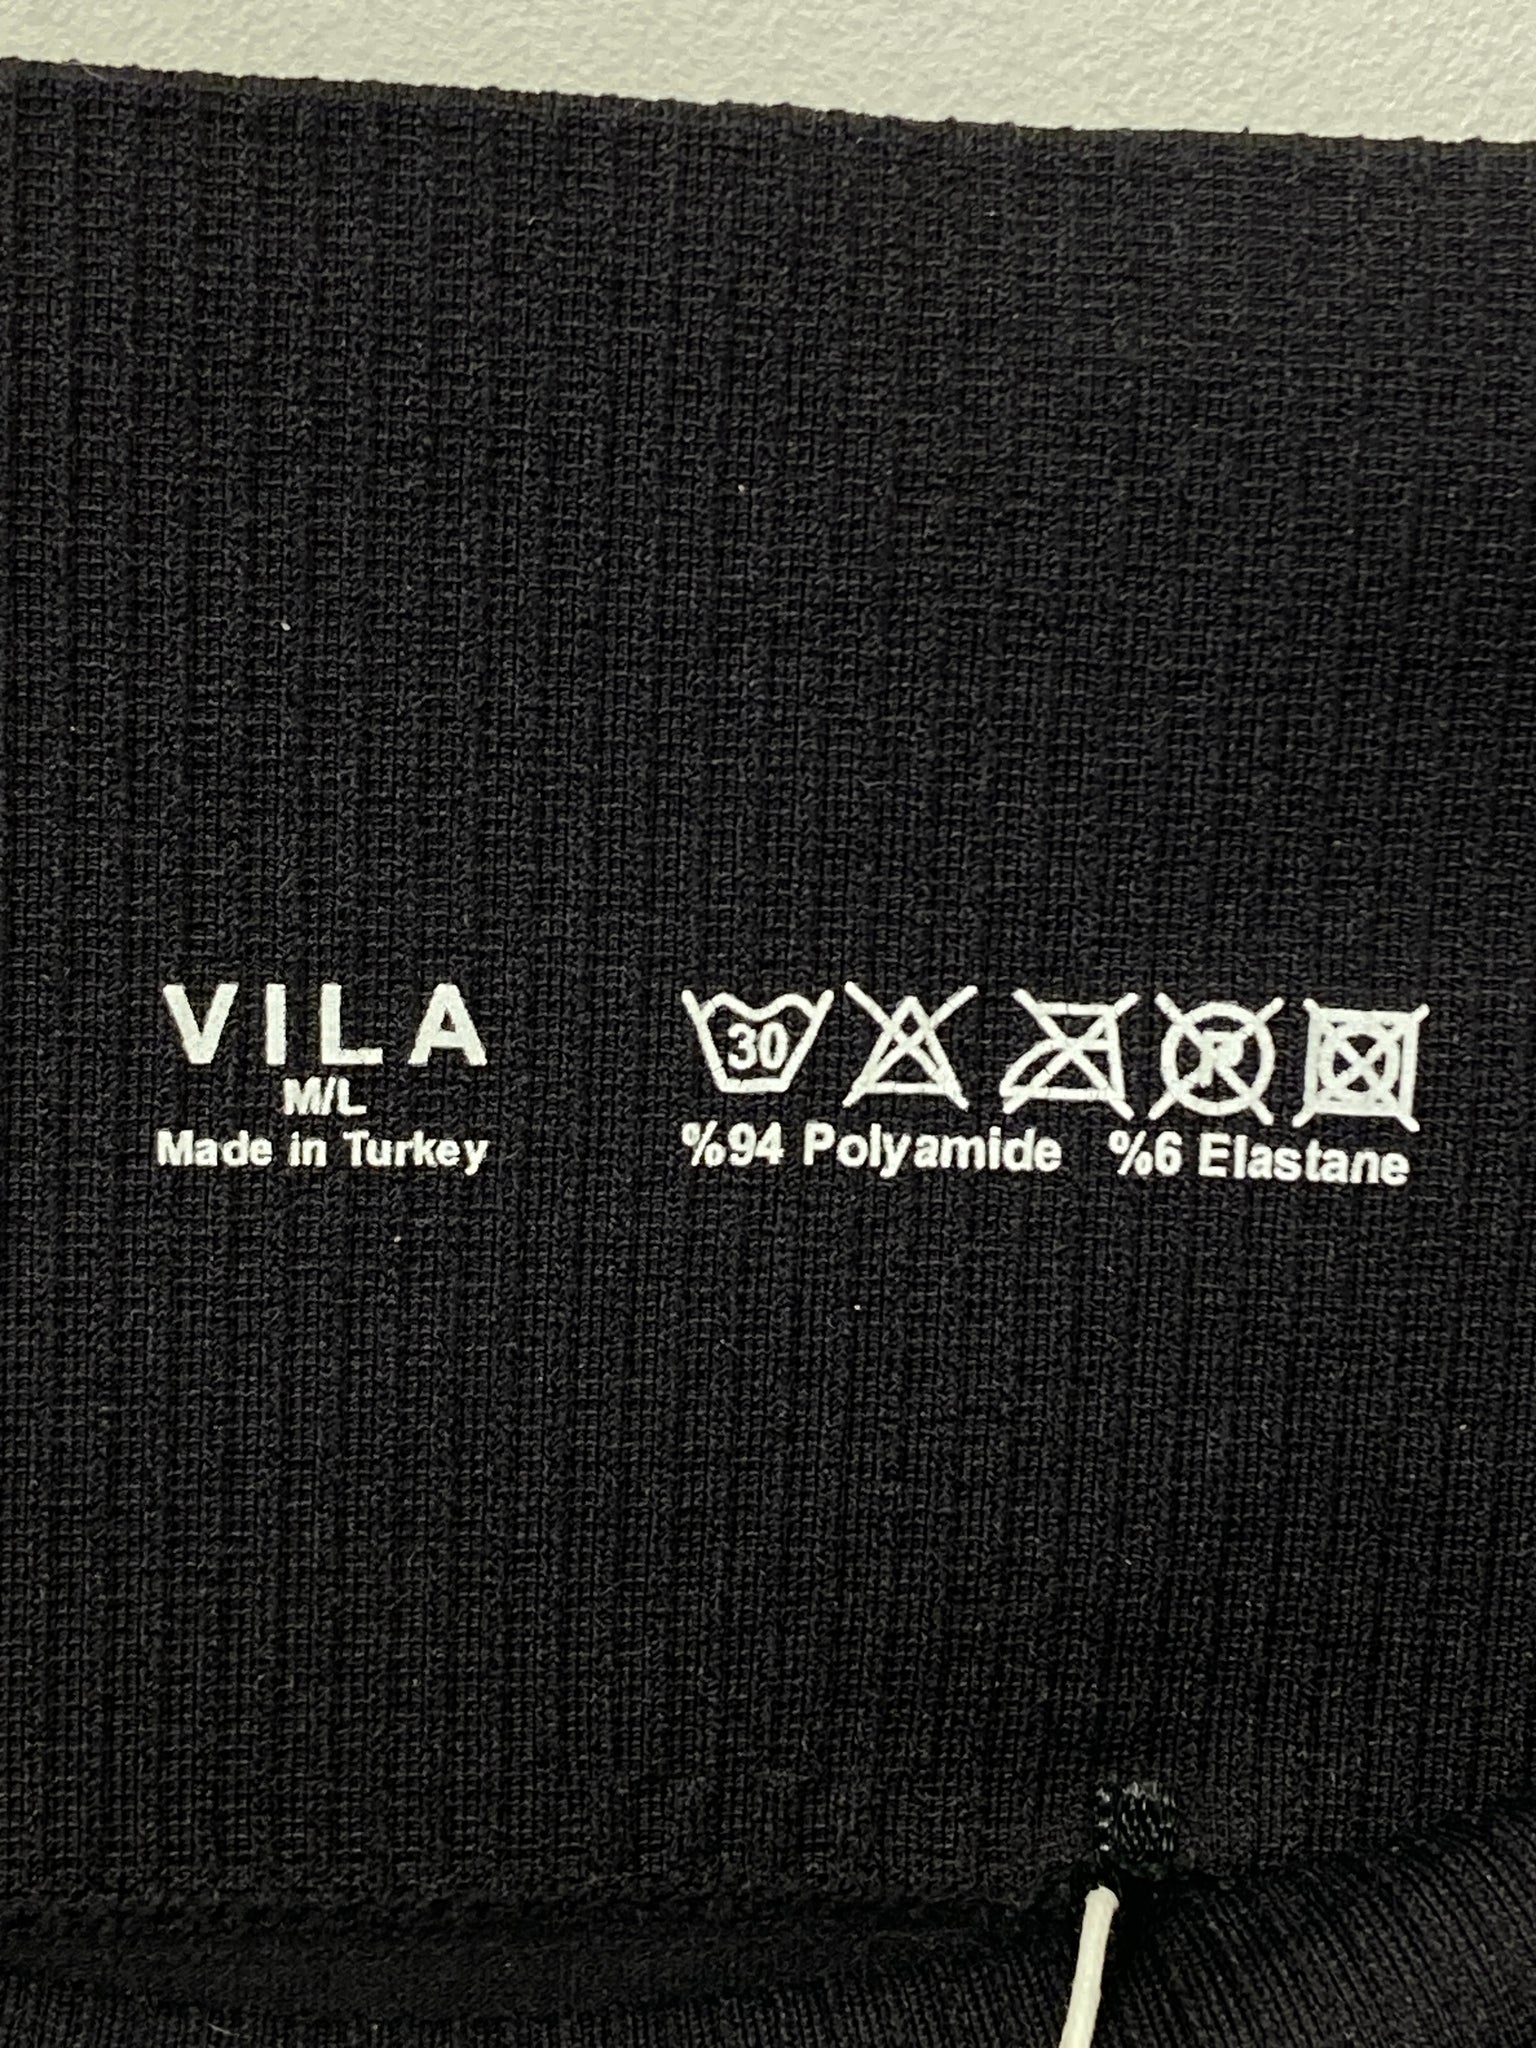 VILA
M/L
Made in Turkey
30
%94 Polyamide %6 Elastane